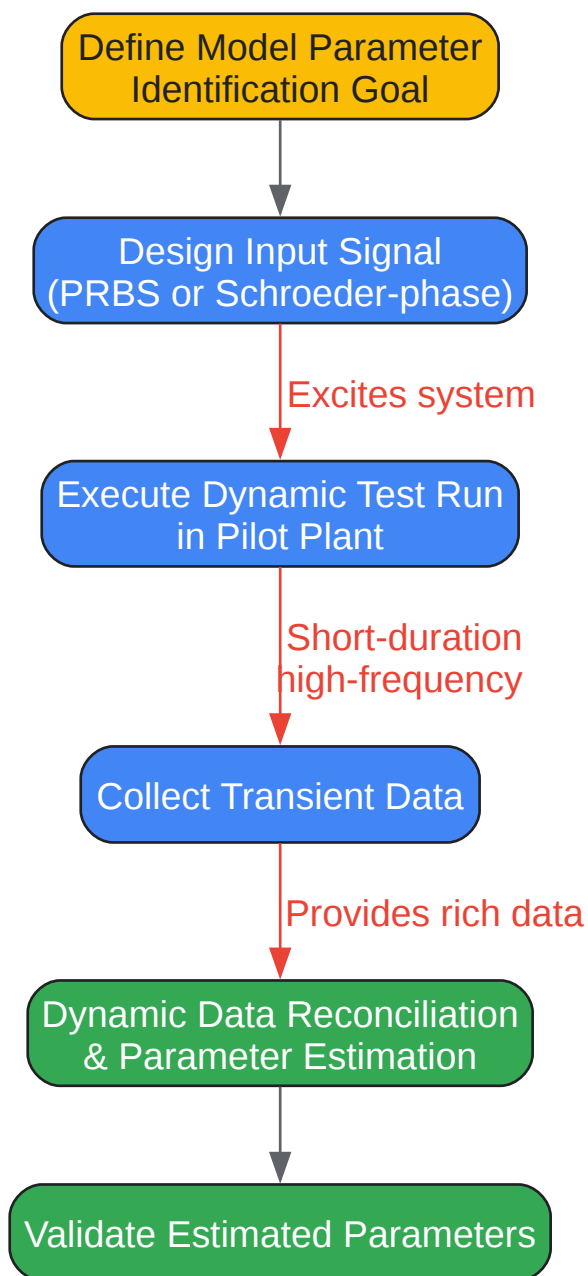 Define Model Parameter
Identification Goal
Design Input Signal
(PRBS or Schroeder-phase)
Excites system
Execute Dynamic Test Run
in Pilot Plant
Short-duration
high-frequency
Collect Transient Data
Provides rich data
Dynamic Data Reconciliation
& Parameter Estimation
Validate Estimated Parameters